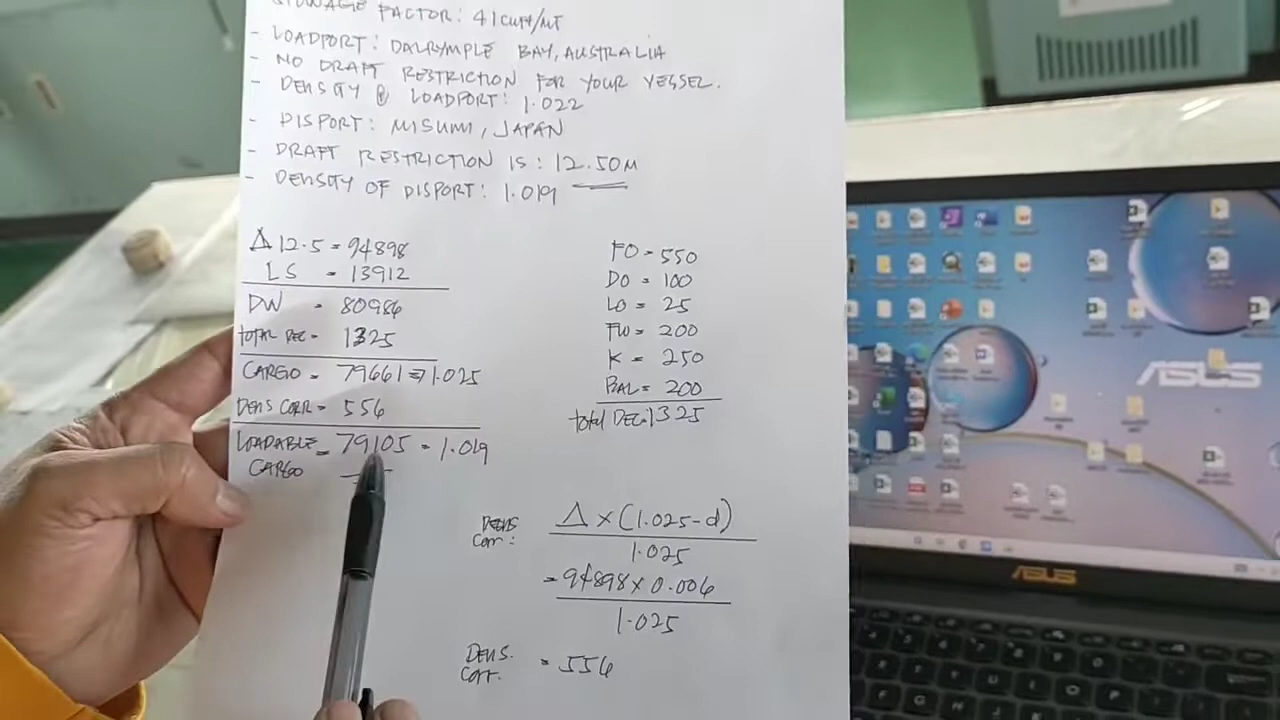 STOWAGE FACTOR: 41CUFT/MT
- LOADPORT: DALRYMPLE BAY, AUSTRALIA
- NO DRAFT RESTRICTION FOR YOUR VESSEL.
- DENSITY @ LOADPORT: 1.022
- DISPORT: MISUMI, JAPAN
- DRAFT RESTRICTION IS: 12.50M
- DENSITY OF DISPORT: 1.019
Δ 12.5 = 94898
LS = 13912
DW = 80986
TOTAL DEC = 1325
CARGO = 79661 => 1.025
DENS CORR = 556
LOADABLE = 79105 = 1.019
CARGO
FO = 550
DO = 100
LO = 25
FW = 200
K = 250
BAL = 200
TOTAL DEC = 1325
DENS Δ x (1.025-d)
Corr: 1.025
= 94898 x 0.006
1.025
DENS.
Corr. = 556
ASUS
ASUS